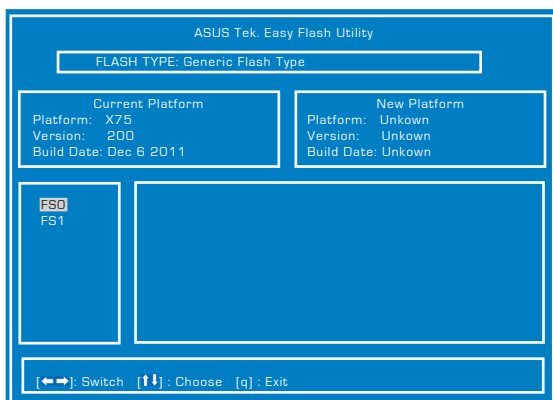 ASUS Tek. Easy Flash Utility
FLASH TYPE: Generic Flash Type
Current Platform
Platform: X75
Version: 200
Build Date: Dec 6 2011
New Platform
Platform: Unkown
Version: Unkown
Build Date: Unkown
FS0
FS1
[←→]: Switch [↑↓] : Choose [q] : Exit